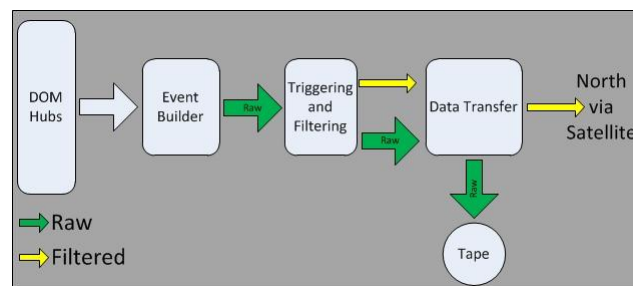 DOM
Hubs
Event
Builder
Raw
Triggering
and
Filtering
Raw
Data Transfer
North
via
Satellite
Raw
Tape
Raw
Filtered